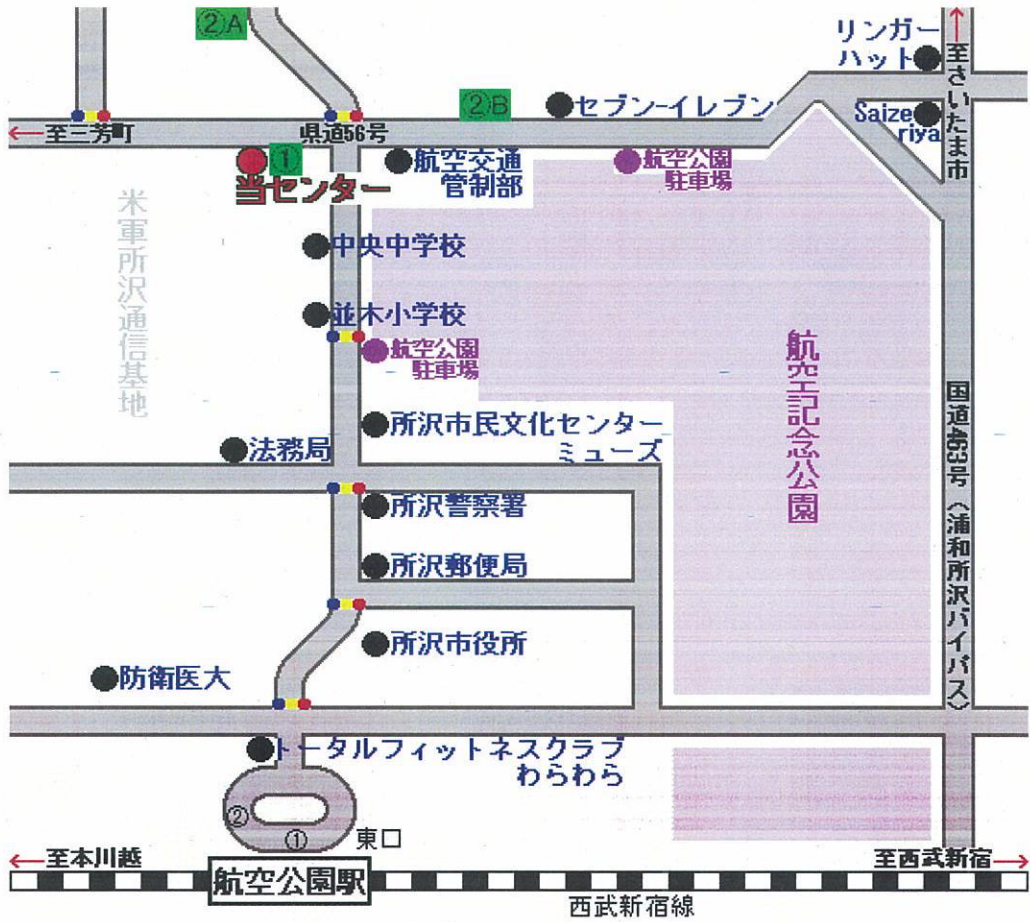 ②A
リンガー
ハット
至さいたま市
②B
セブン-イレブン
Saize
riya
至三芳町
県道56号
①
当センター
航空交通
管制部
航空公園
駐車場
米軍所沢通信基地
中央中学校
並木小学校
航空公園
駐車場
航空記念公園
国道463号(浦和所沢バイパス)
所沢市民文化センター
ミューズ
法務局
所沢警察署
所沢郵便局
所沢市役所
防衛医大
トータルフィットネスクラブ
わらわら
②
①
東口
至本川越
至西武新宿
航空公園駅
西武新宿線